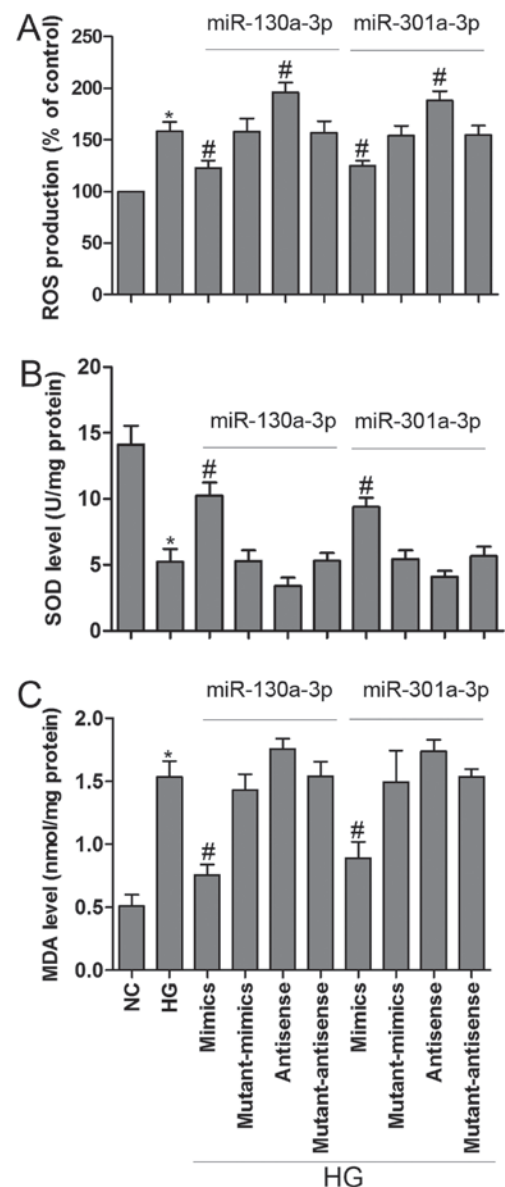 A
miR-130a-3p miR-301a-3p
ROS production (% of control)
250
200
150
100
50
0
* # # # #
B
miR-130a-3p miR-301a-3p
SOD level (U/mg protein)
20
15
10
5
0
* # #
C
miR-130a-3p miR-301a-3p
MDA level (nmol/mg protein)
2.0
1.5
1.0
0.5
0.0
* # #
NC
HG
Mimics
Mutant-mimics
Antisense
Mutant-antisense
Mimics
Mutant-mimics
Antisense
Mutant-antisense
HG